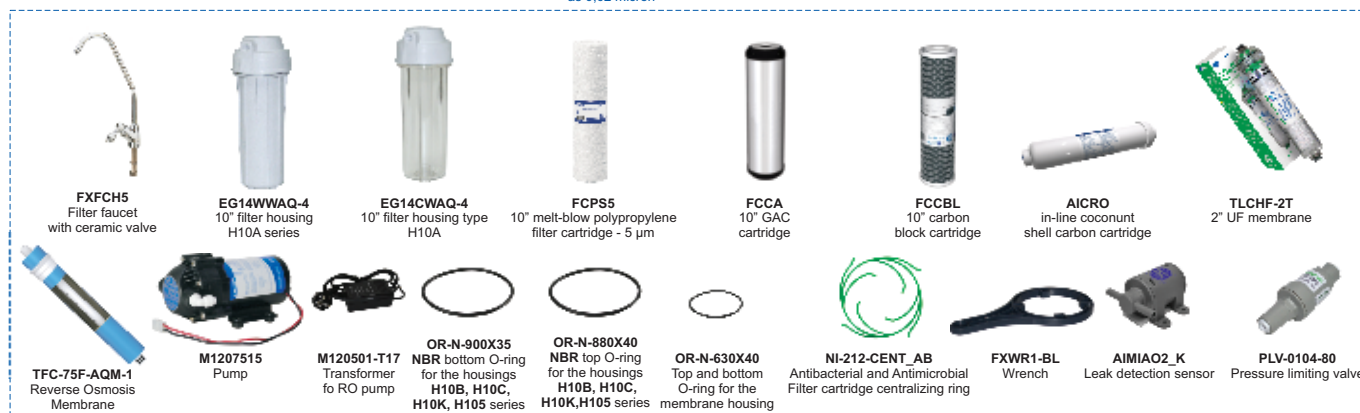 FXFCH5
Filter faucet
with ceramic valve
EG14WWAQ-4
10" filter housing
H10A series
EG14CWAQ-4
10" filter housing type
H10A
FCPS5
10" melt-blow polypropylene
filter cartridge - 5 µm
FCCA
10" GAC
cartridge
FCCBL
10" carbon
block cartridge
AICRO
in-line coconunt
shell carbon cartridge
TLCHF-2T
2" UF membrane
TFC-75F-AQM-1
Reverse Osmosis
Membrane
M1207515
Pump
M120501-T17
Transformer
fo RO pump
OR-N-900X35
NBR bottom O-ring
for the housings
H10B, H10C,
H10K, H105 series
OR-N-880X40
NBR top O-ring
for the housings
H10B, H10C,
H10K,H105 series
OR-N-630X40
Top and bottom
O-ring for the
membrane housing
NI-212-CENT_AB
Antibacterial and Antimicrobial
Filter cartridge centralizing ring
FXWR1-BL
Wrench
AIMIAO2_K
Leak detection sensor
PLV-0104-80
Pressure limiting valve